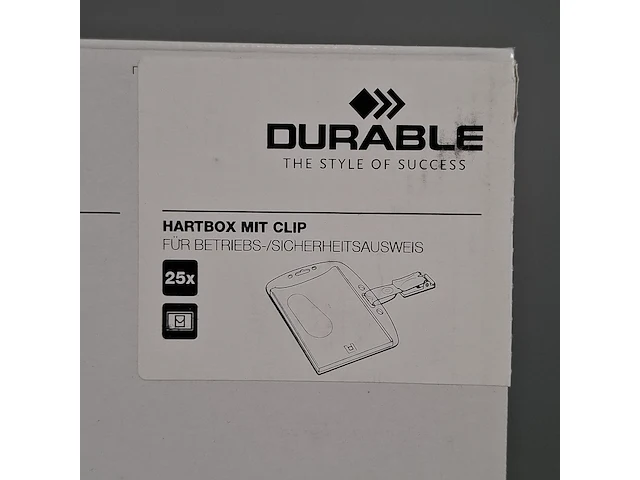 DURABLE
THE STYLE OF SUCCESS
HARTBOX MIT CLIP
FÜR BETRIEBS-/SICHERHEITSAUSWEIS
25x